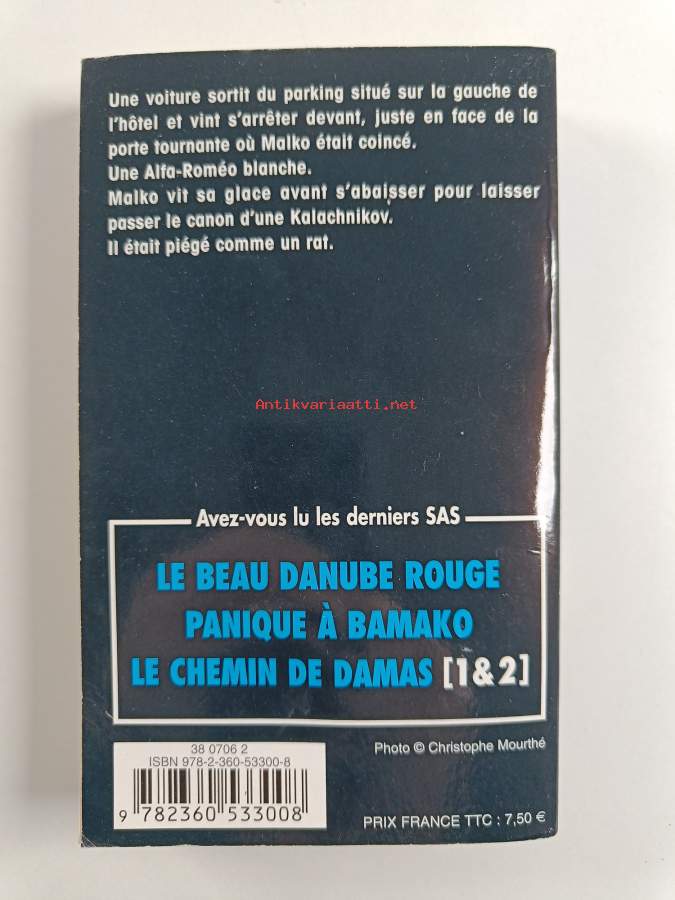 Une voiture sortit du parking situé sur la gauche de
l'hôtel et vint s'arrêter devant, juste en face de la
porte tournante où Malko était coincé.
Une Alfa-Roméo blanche.
Malko vit sa glace avant s'abaisser pour laisser
passer le canon d'une Kalachnikov.
Il était piégé comme un rat.
Antikvariaatti.net
Avez-vous lu les derniers SAS
LE BEAU DANUBE ROUGE
PANIQUE À BAMAKO
LE CHEMIN DE DAMAS [1&2]
38 0706 2
ISBN 978-2-360-53300-8
9 782360 533008
Photo © Christophe Mourthé
PRIX FRANCE TTC : 7,50 €